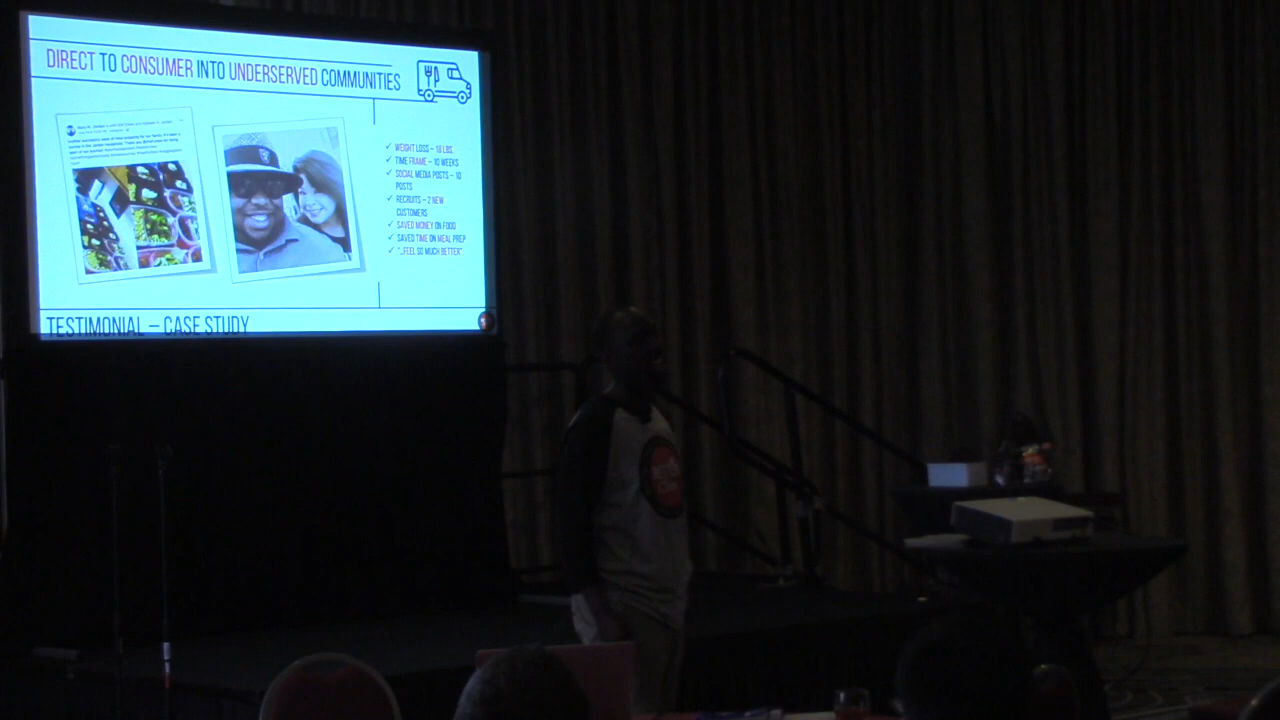 DIRECT TO CONSUMER INTO UNDERSERVED COMMUNITIES
✓ WEIGHT LOSS – 18 LBS.
✓ TIME FRAME – 10 WEEKS
✓ SOCIAL MEDIA POSTS – 10
POSTS
✓ RECRUITS – 2 NEW
CUSTOMERS
✓ SAVED MONEY ON FOOD
✓ SAVED TIME ON MEAL PREP
✓ "...FEEL SO MUCH BETTER"
TESTIMONIAL – CASE STUDY